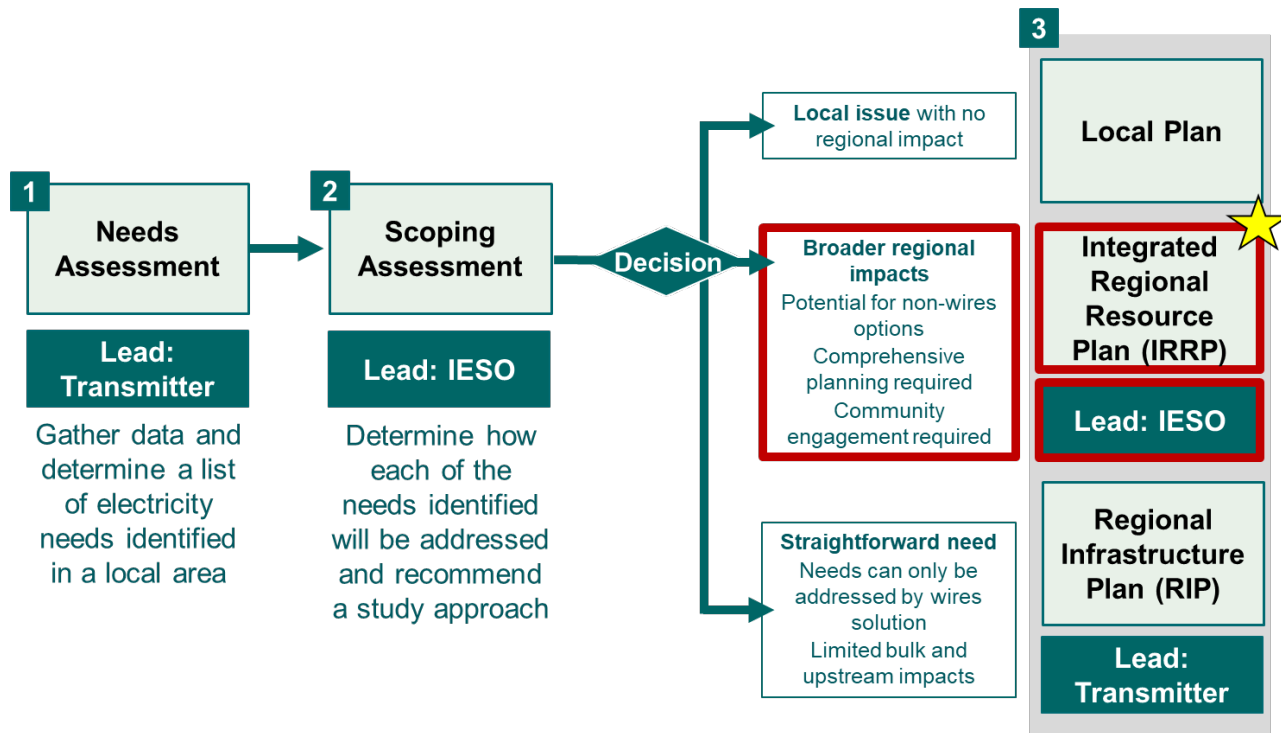 1
Needs
Assessment
Lead:
Transmitter
Gather data and
determine a list
of electricity
needs identified
in a local area
2
Scoping
Assessment
Lead: IESO
Determine how
each of the
needs identified
will be addressed
and recommend
a study approach
Decision
Local issue with no
regional impact
Broader regional
impacts
Potential for non-wires
options
Comprehensive
planning required
Community
engagement required
Straightforward need
Needs can only be
addressed by wires
solution
Limited bulk and
upstream impacts
3
Local Plan
Integrated
Regional
Resource
Plan (IRRP)
Lead: IESO
Regional
Infrastructure
Plan (RIP)
Lead:
Transmitter